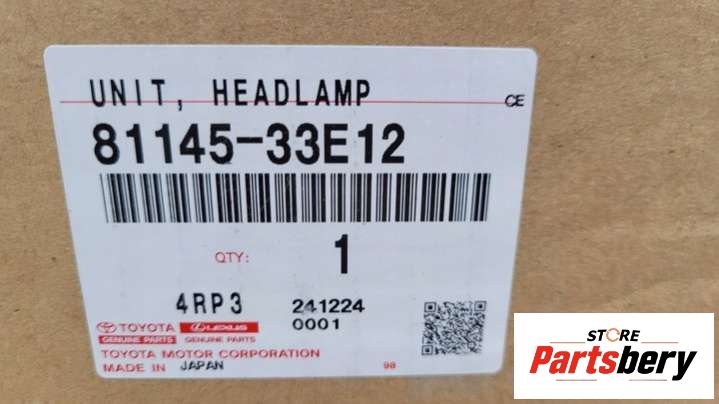 UNIT, HEADLAMP
CE
81145-33E12
QTY: 1
4RP3 241224
0001
TOYOTA LEXUS
GENUINE PARTS GENUINE PARTS
TOYOTA MOTOR CORPORATION
MADE IN JAPAN 98
STORE
Partsbery